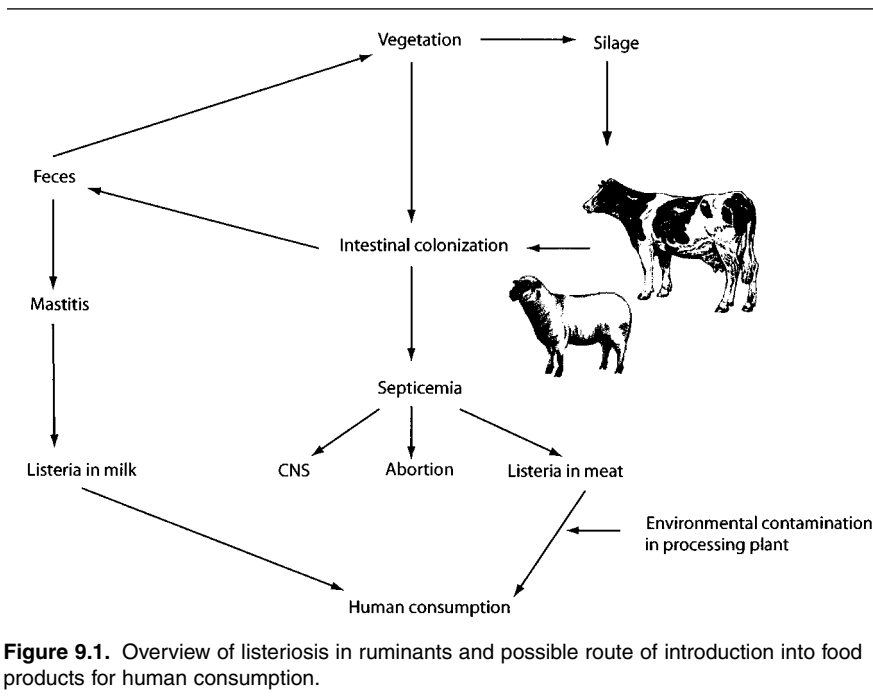 Vegetation
Silage
Feces
Intestinal colonization
Mastitis
Septicemia
Listeria in milk
CNS
Abortion
Listeria in meat
Environmental contamination
in processing plant
Human consumption
Figure 9.1. Overview of listeriosis in ruminants and possible route of introduction into food
products for human consumption.